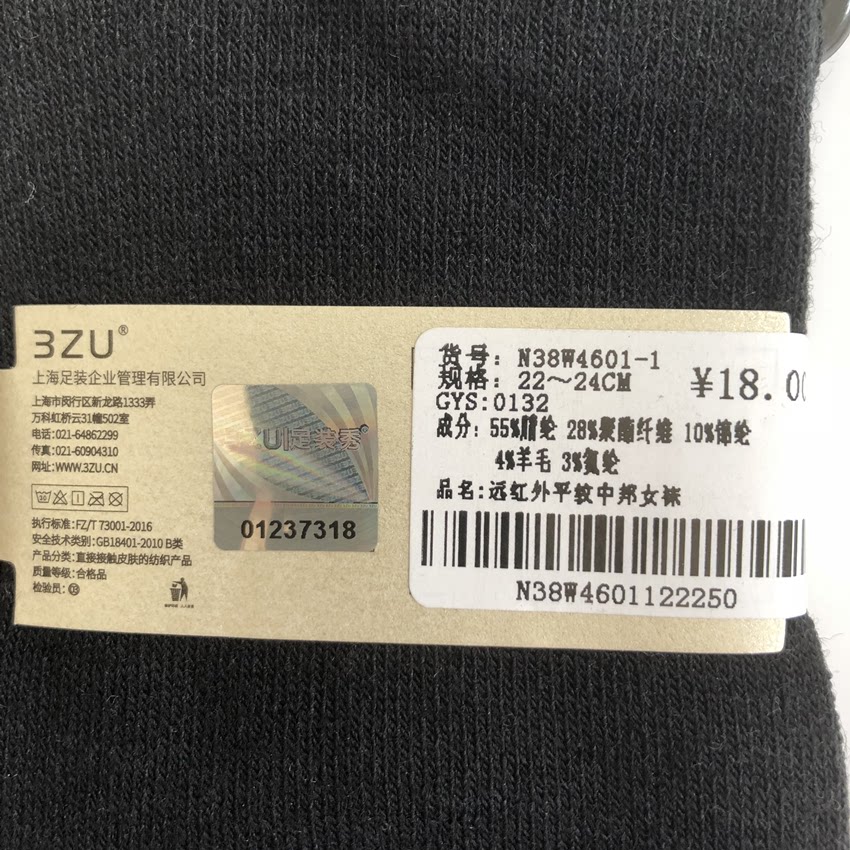 3ZU®
上海足装企业管理有限公司
上海市闵行区新龙路1333弄
万科虹桥云31幢502室
电话:021-64862299
传真:021-60904310
网址:WWW.3ZU.CN
执行标准:FZ/T 73001-2016
安全技术类别:GB18401-2010 B类
产品分类:直接接触皮肤的纺织产品
质量等级:合格品
检验员:
U|足装秀®
01237318
货号: N38W4601-1
规格: 22～24CM
¥18.00
GYS:0132
成分: 55%腈纶 28%聚酯纤维 10%锦纶
4%羊毛 3%氨纶
品名:远红外平纹中邦女袜
N38W4601122250